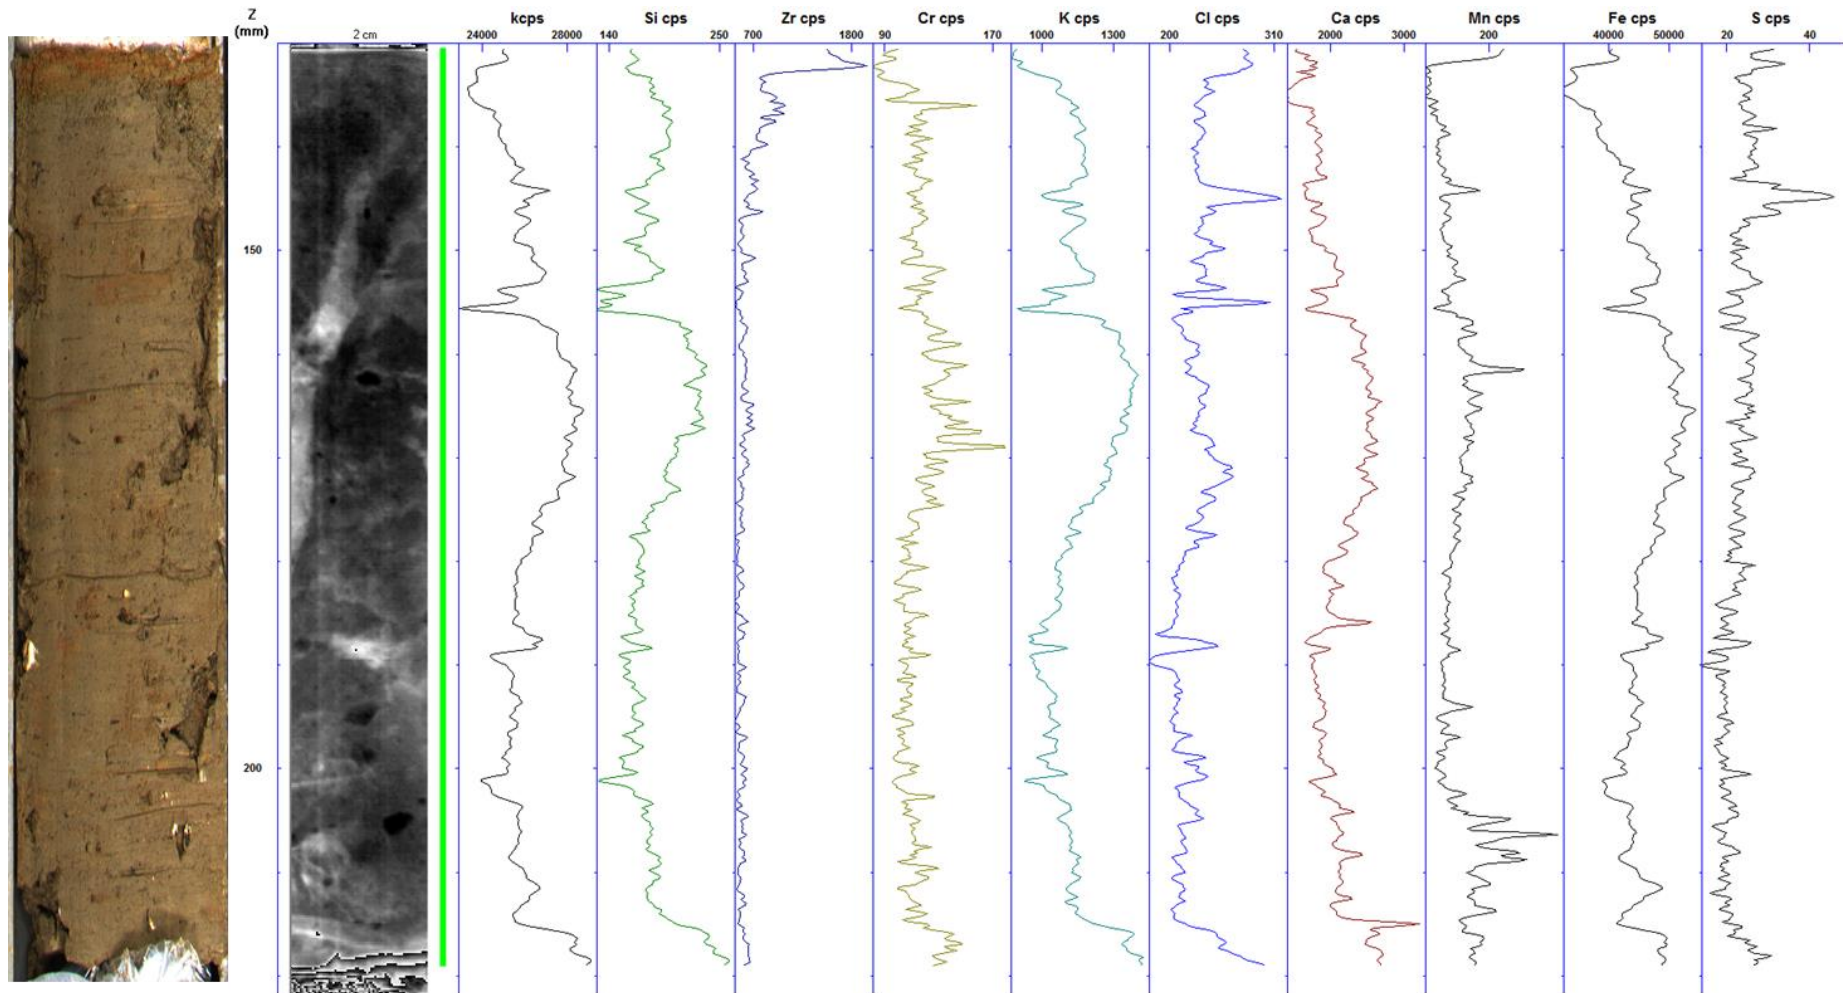 Z kcps Si cps Zr cps Cr cps K cps Cl cps Ca cps Mn cps Fe cps S cps
(mm) 2 cm 24000 28000 140 250 700 1800 90 170 1000 1300 200 310 2000 3000 200 40000 50000 20 40
150
200